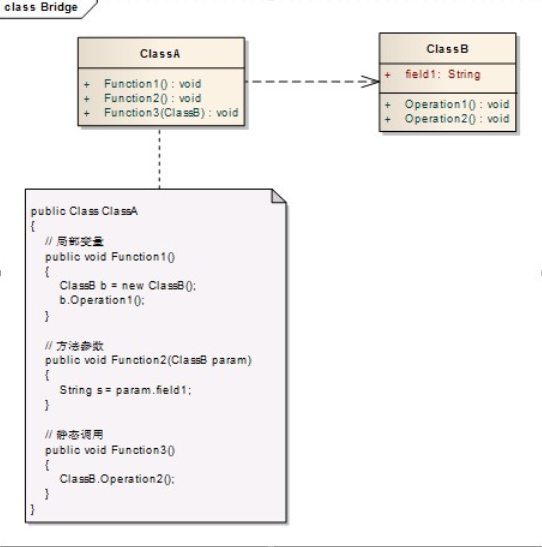 class Bridge
ClassA
+ Function1() : void
+ Function2() : void
+ Function3(ClassB) : void
ClassB
+ field1: String
+ Operation1() : void
+ Operation2() : void
public Class ClassA
{
// 局部变量
public void Function1()
{
ClassB b = new ClassB();
b.Operation1();
}
// 方法参数
public void Function2(ClassB param)
{
String s = param.field1;
}
// 静态调用
public void Function3()
{
ClassB.Operation2();
}
}